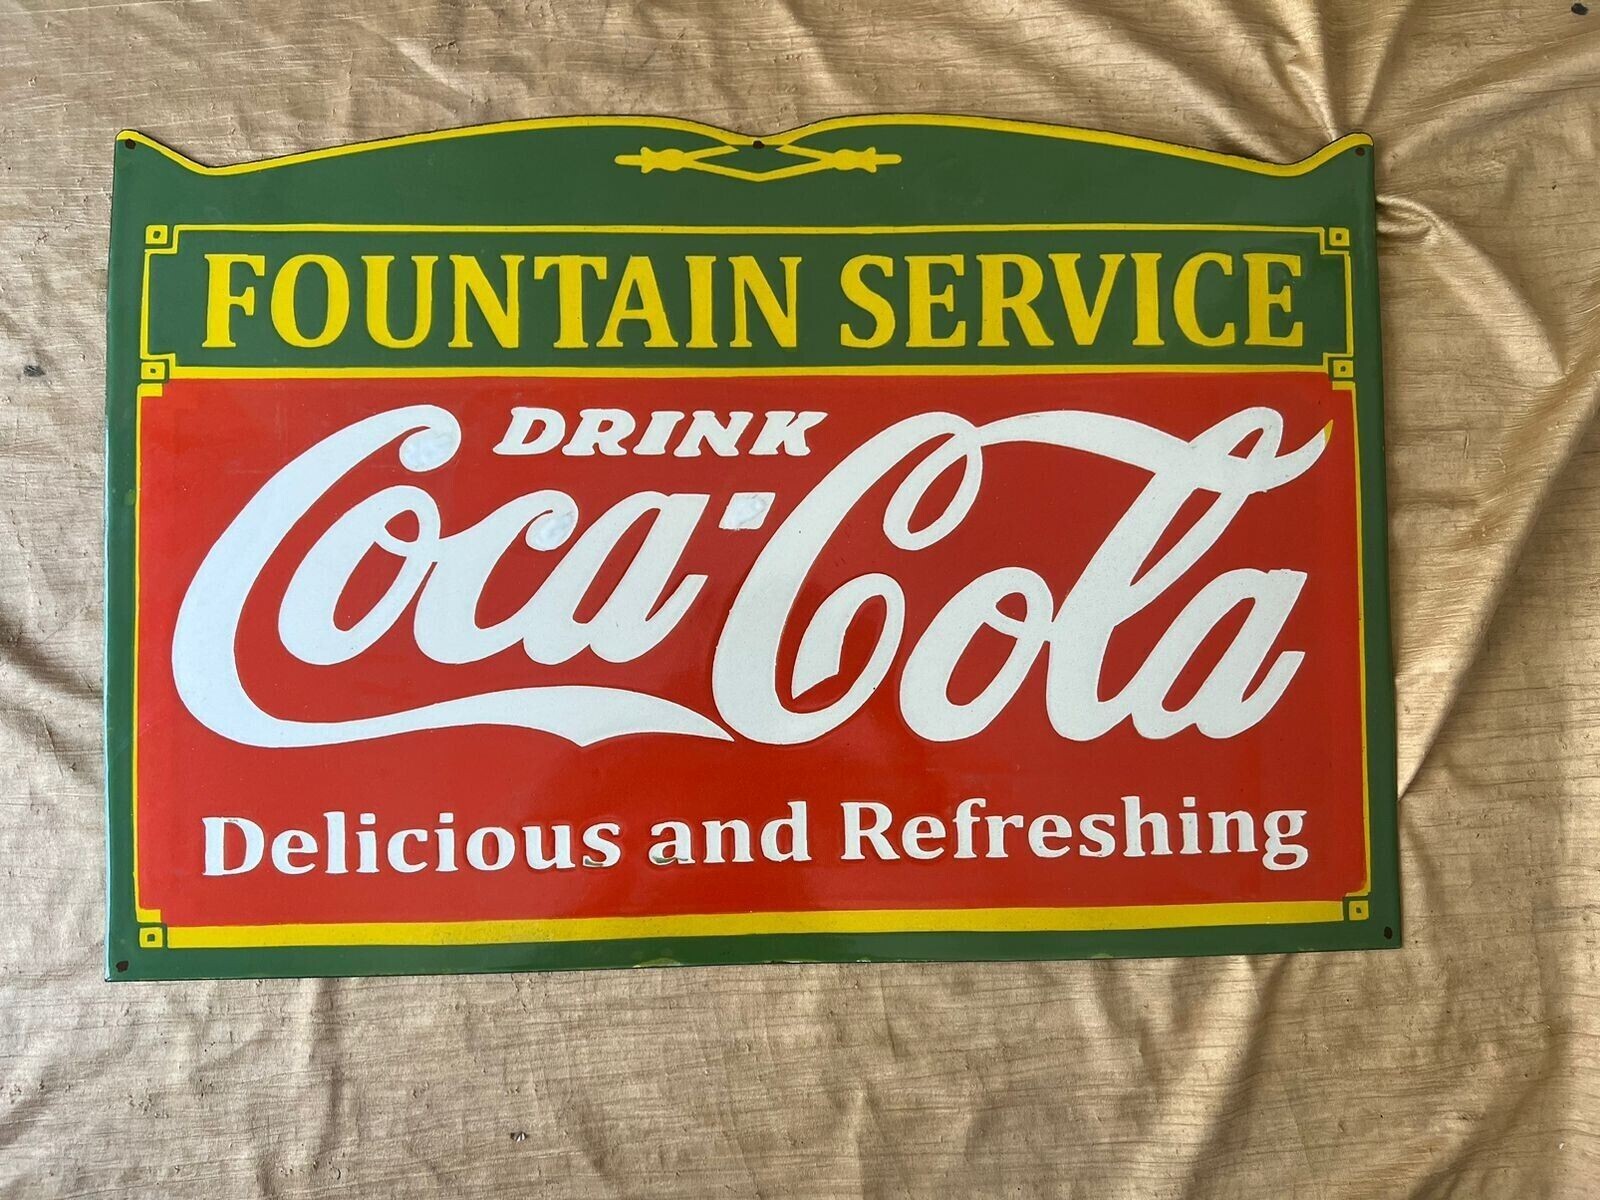 FOUNTAIN SERVICE
DRINK
Coca-Cola
Delicious and Refreshing